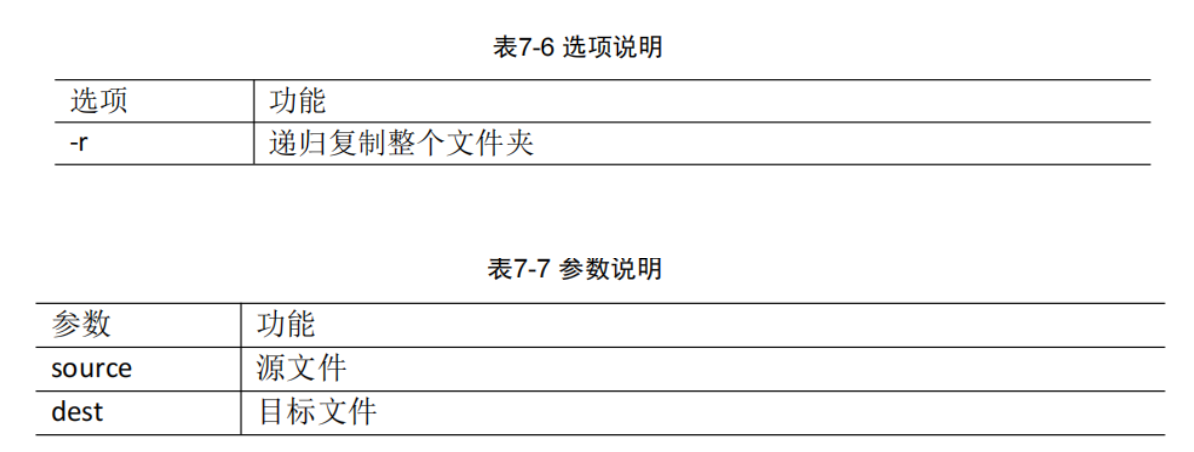 表7-6 选项说明
选项 功能
-r 递归复制整个文件夹
表7-7 参数说明
参数 功能
source 源文件
dest 目标文件